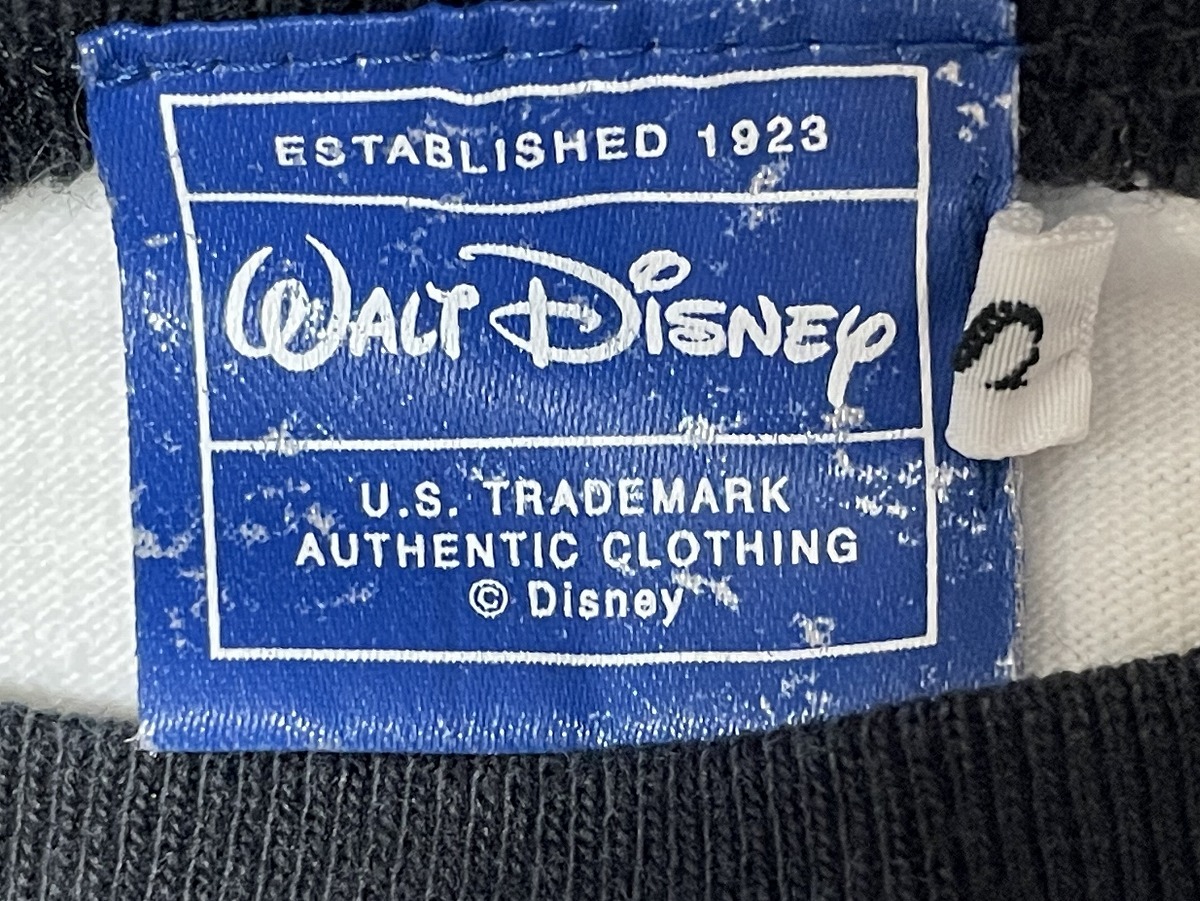 ESTABLISHED 1923
WALT DISNEY
U.S. TRADEMARK
AUTHENTIC CLOTHING
© Disney